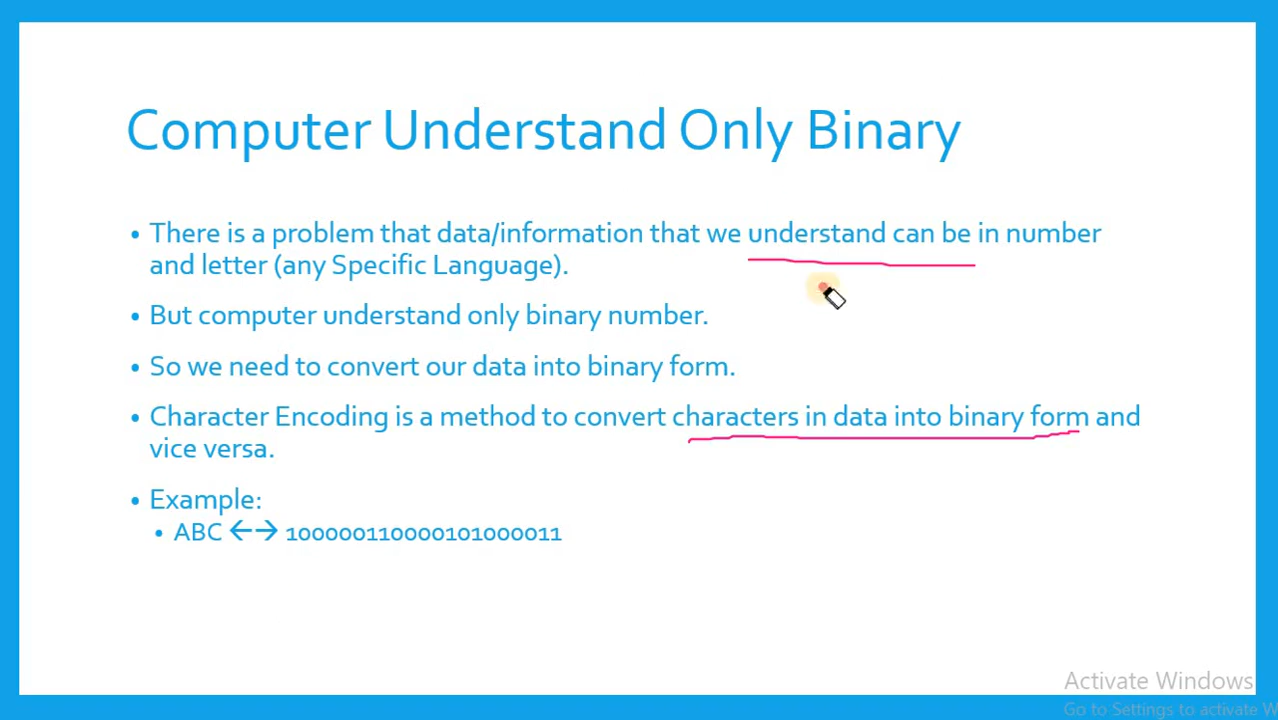 Computer Understand Only Binary
• There is a problem that data/information that we understand can be in number
and letter (any Specific Language).
• But computer understand only binary number.
• So we need to convert our data into binary form.
• Character Encoding is a method to convert characters in data into binary form and
vice versa.
• Example:
• ABC ←→ 100000110000101000011
Activate Windows
Go to Settings to activate W